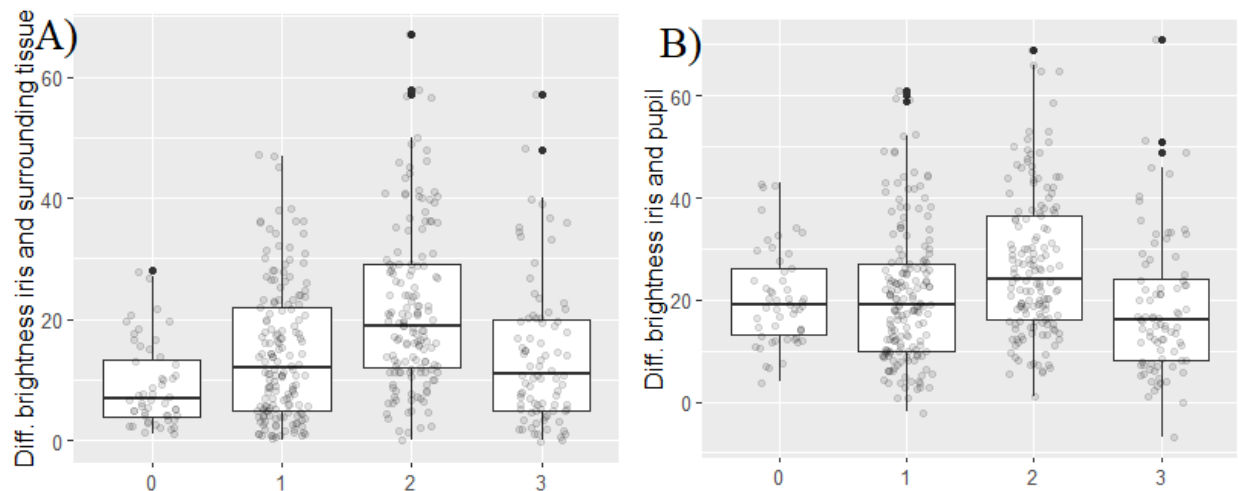 A)
Diff. brightness iris and surrounding tissue
60
40
20
0
0 1 2 3
B)
Diff. brightness iris and pupil
60
40
20
0
0 1 2 3